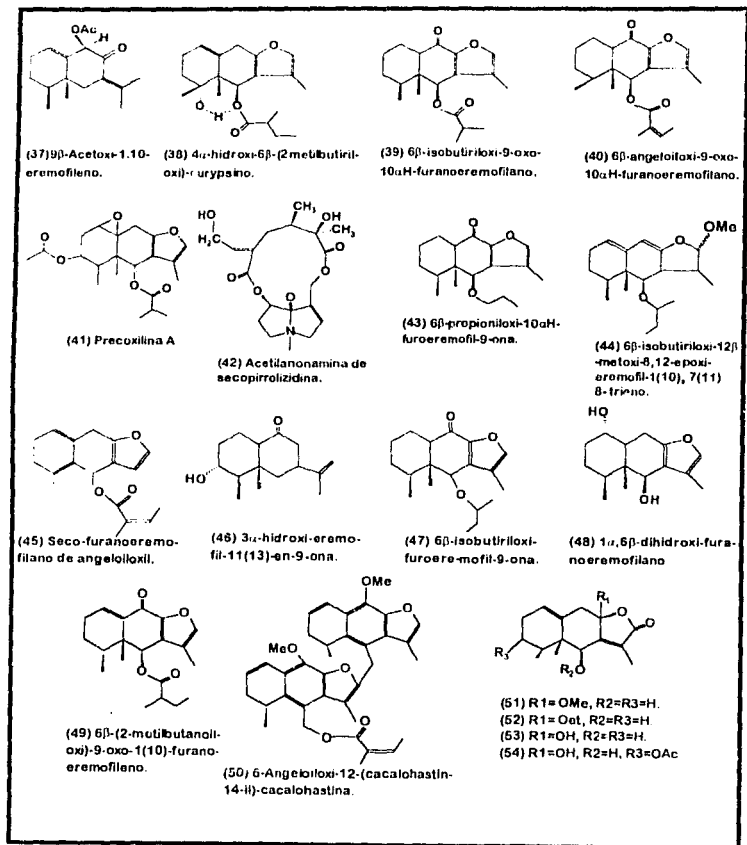 OAc
H
O
(37)9β-Acetoxi-1.10-
eremofileno.
O
O
H
O
O
(38) 4α-hidroxi-6β-(2metilbutiril-
oxi)-
O
O
O
O
(39) 6β-isobutiriloxi-9-oxo-
10αH-furanoeremofilano.
O
O
O
O
(40) 6β-angeloiloxi-9-oxo-
10αH-furanoeremofilano.
O
O
O
O
O
O
(41) Precoxilina A
HO
H₃C
CH₃
OH
CH₃
O
O
O
O
O
N
(42) Acetilanonamina de
secopirrolizidina.
O
O
O
(43) 6β-propioniloxi-10αH-
furoeremofil-9-ona.
OMe
O
O
(44) 6β-isobutiriloxi-12β
-metoxi-8,12-epoxi-
eremofil-1(10), 7(11)
8-trieno.
O
O
O
(45) Seco-furanoeremo-
filano de angeloiloxil.
O
HO
(46) 3α-hidroxi-eremo-
fil-11(13)-en-9-ona.
O
O
O
(47) 6β-isobutiriloxi-
furoere-mofil-9-ona.
HO
O
OH
(48) 1α,6β-dihidroxi-fura-
noeremofilano
O
O
O
O
(49) 6β-(2-metilbutanoil-
oxi)-9-oxo-1(10)-furano-
eremofileno.
OMe
O
MeO
O
O
O
(50) 6-Angeloiloxi-12-(cacalohastin-
14-il)-cacalohastina.
R₁
O
O
R₃
R₂O
(51) R1= OMe, R2=R3=H.
(52) R1= Oet, R2=R3=H.
(53) R1=OH, R2=R3=H.
(54) R1=OH, R2=H, R3=OAc